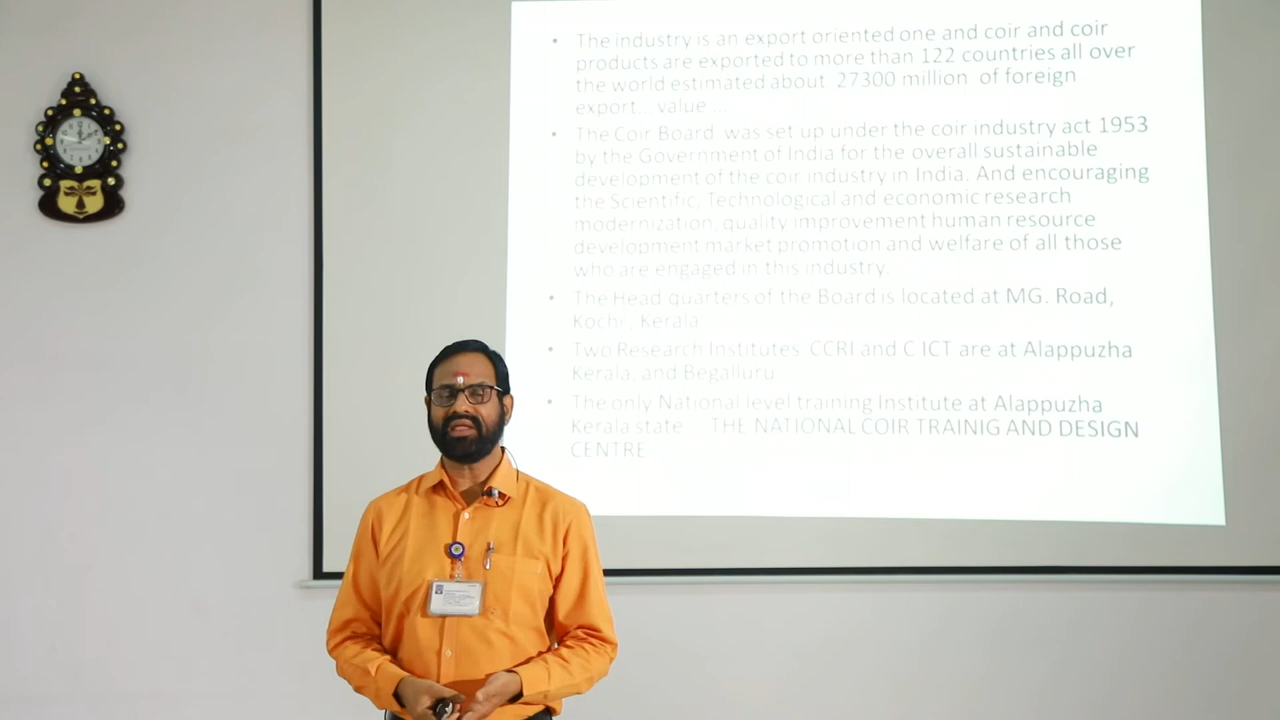 • The industry is an export oriented one and coir and coir
products are exported to more than 122 countries all over
the world estimated about 27300 million of foreign
export... value ...
• The Coir Board was set up under the coir industry act 1953
by the Government of India for the overall sustainable
development of the coir industry in India. And encouraging
the Scientific, Technological and economic research
modernization, quality improvement human resource
development market promotion and welfare of all those
who are engaged in this industry.
• The Head quarters of the Board is located at MG. Road,
Kochi, Kerala
• Two Research Institutes CCRI and C ICT are at Alappuzha
Kerala, and Begalluru
• The only National level training Institute at Alappuzha
Kerala state THE NATIONAL COIR TRAINIG AND DESIGN
CENTRE